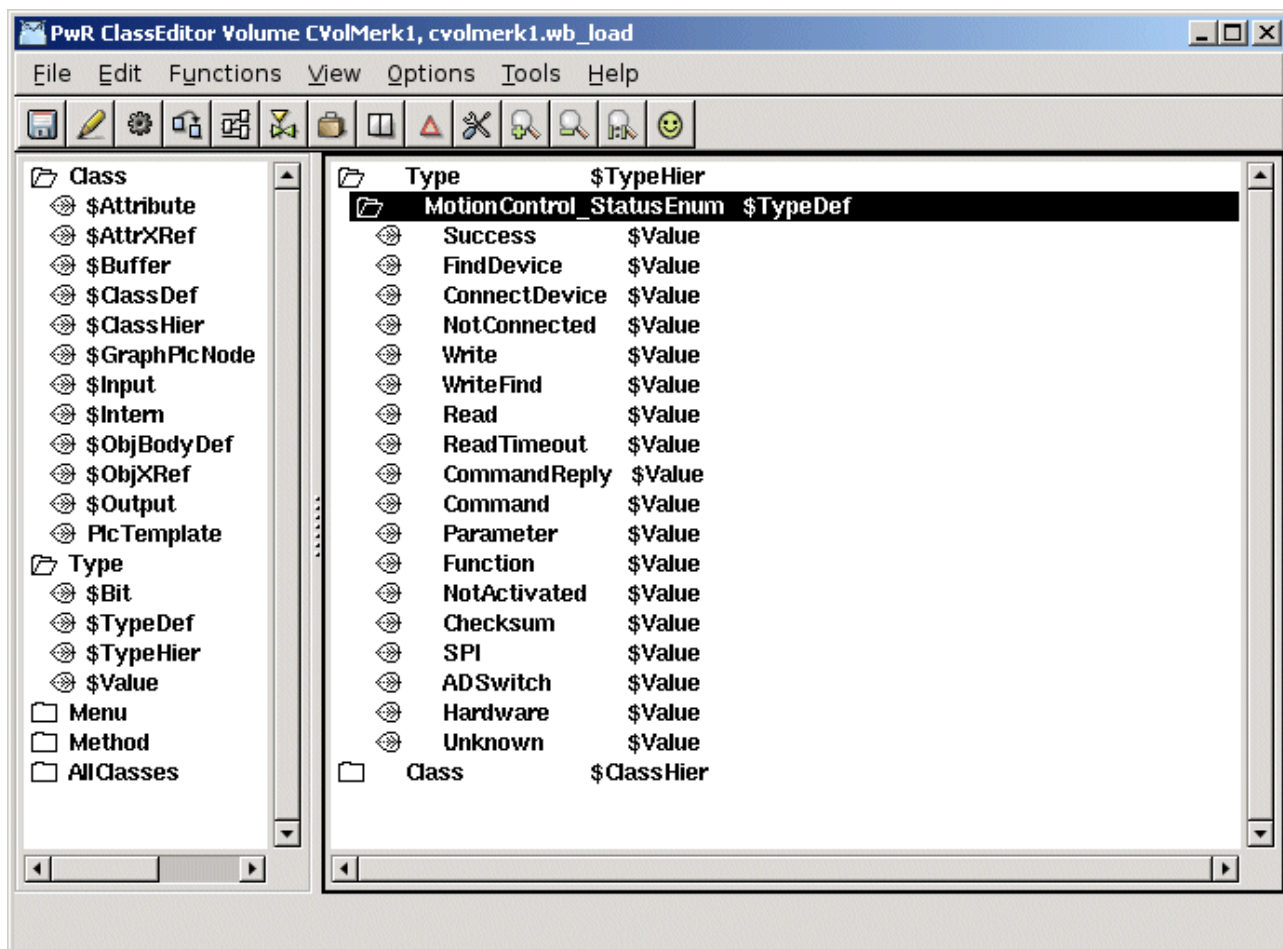 PwR ClassEditor Volume CVolMerk1, cvolmerk1.wb_load
File Edit Functions View Options Tools Help
Class
$Attribute
$AttrXRef
$Buffer
$ClassDef
$ClassHier
$GraphPlcNode
$Input
$Intern
$ObjBodyDef
$ObjXRef
$Output
PlcTemplate
Type
$Bit
$TypeDef
$TypeHier
$Value
Menu
Method
AllClasses
Type $TypeHier
MotionControl_StatusEnum $TypeDef
Success $Value
FindDevice $Value
ConnectDevice $Value
NotConnected $Value
Write $Value
WriteFind $Value
Read $Value
ReadTimeout $Value
CommandReply $Value
Command $Value
Parameter $Value
Function $Value
NotActivated $Value
Checksum $Value
SPI $Value
ADSwitch $Value
Hardware $Value
Unknown $Value
Class $ClassHier